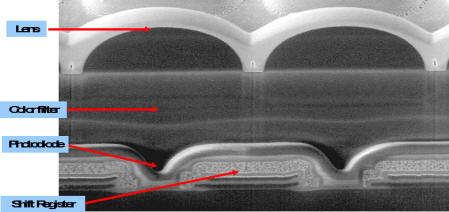 Lens
Colorfilter
Photodiode
Shift Register